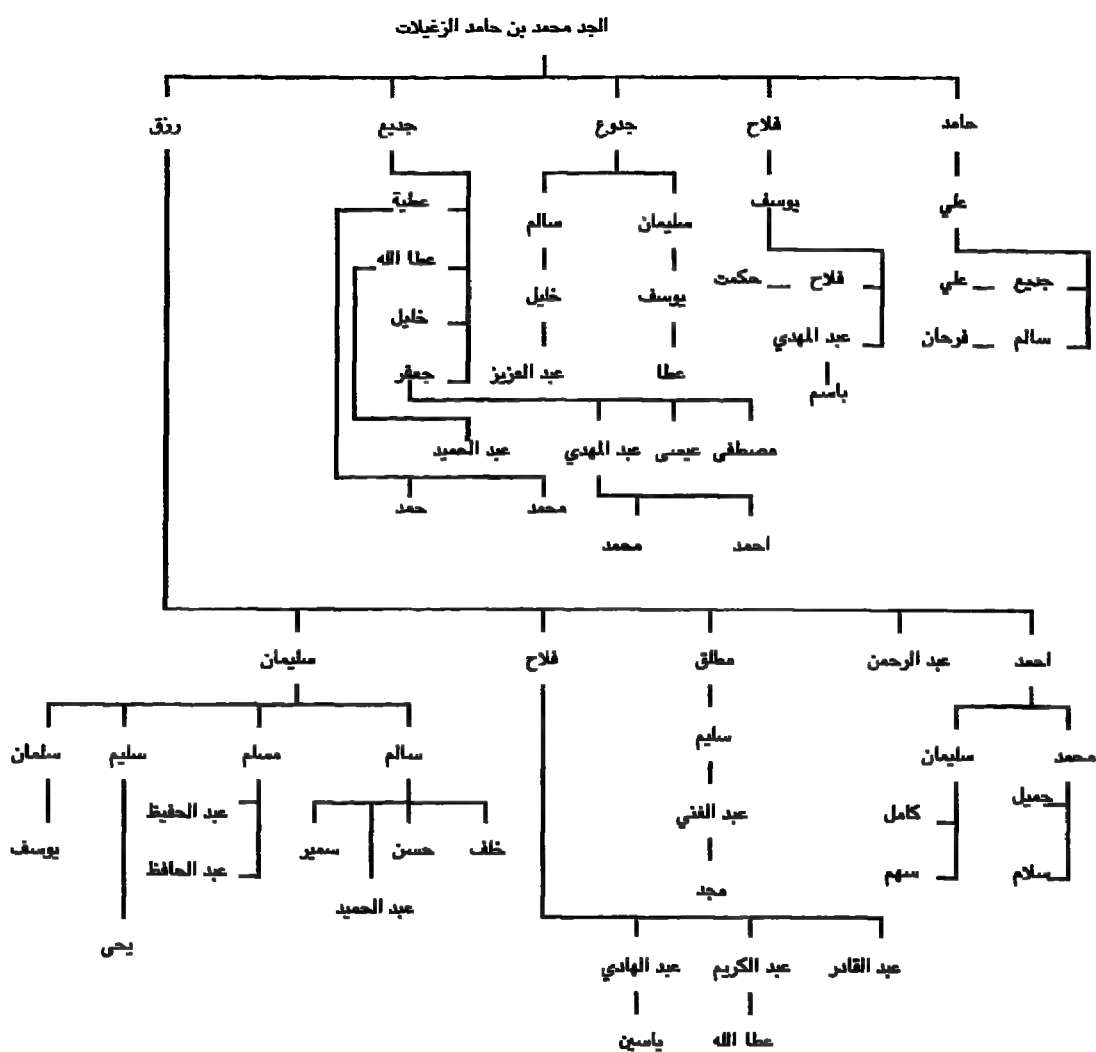 الجد محمد بن حامد الزغيلات
حامد فلاح جدوع جديع رزق
علي يوسف عطية
سليمان سالم
عطا الله
جديع علي فلاح حكمت
يوسف خليل خليل
سالم فرحان عبد المهدي
عطا عبد العزيز جعفر
باسم
مصطفى عيسى عبد المهدي عبد الحميد
محمد حمد
احمد محمد
احمد عبد الرحمن مطلق فلاح سليمان
سليم
محمد سليمان سالم مسلم سليم سلمان
جميل كامل عبد الغني عبد الحفيظ
خلف حسن سمير يوسف
سلام سهم عبد الحافظ
مجد
عبد الحميد
يحى
عبد القادر عبد الكريم عبد الهادي
عطا الله ياسين